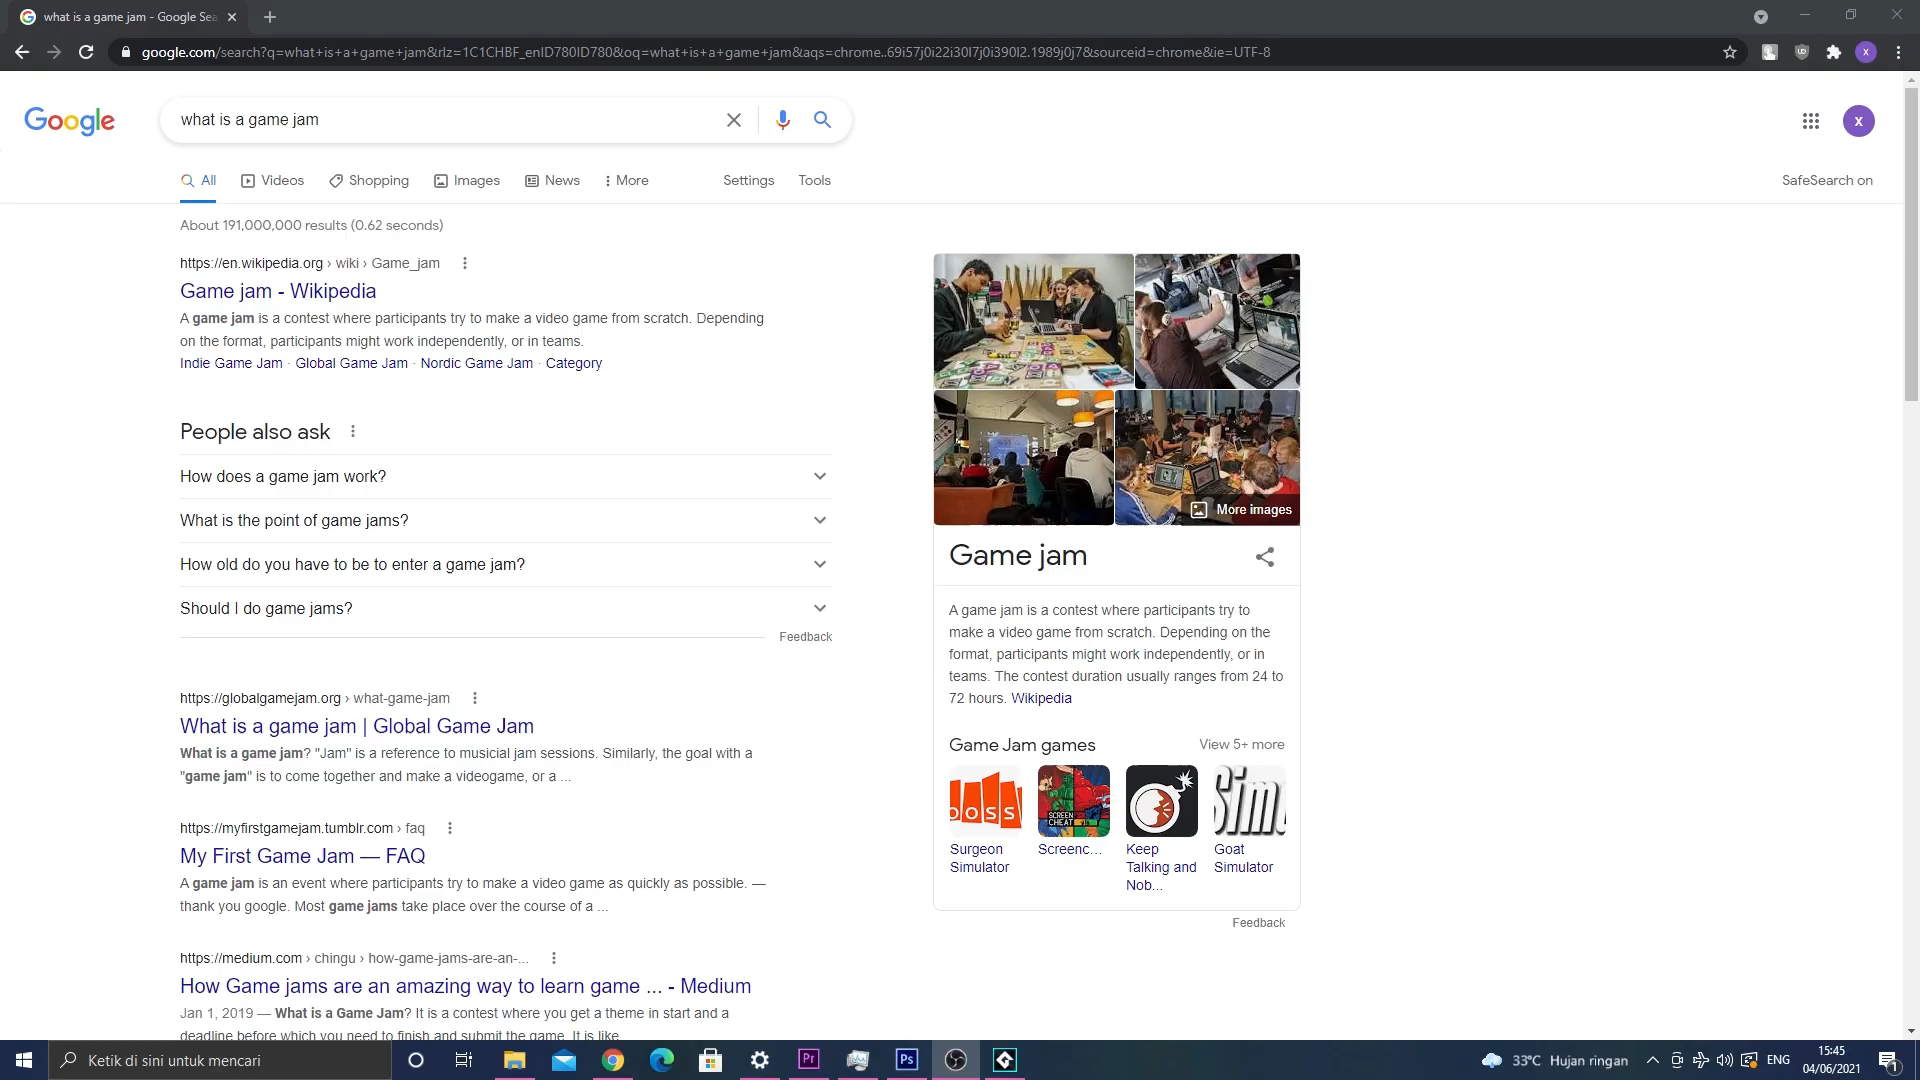 what is a game jam - Google Sea
google.com/search?q=what+is+a+game+jam&rlz=1C1CHBF_enID780ID780&oq=what+is+a+game+jam&aqs=chrome..69i57j0i22i30l7j0i390l2.1989j0j7&sourceid=chrome&ie=UTF-8
X
Google
what is a game jam
X
All Videos Shopping Images News More Settings Tools SafeSearch on
About 191,000,000 results (0.62 seconds)
https://en.wikipedia.org › wiki › Game_jam
Game jam - Wikipedia
A game jam is a contest where participants try to make a video game from scratch. Depending
on the format, participants might work independently, or in teams.
Indie Game Jam · Global Game Jam · Nordic Game Jam · Category
People also ask
How does a game jam work?
What is the point of game jams?
How old do you have to be to enter a game jam?
Should I do game jams?
Feedback
https://globalgamejam.org › what-game-jam
What is a game jam | Global Game Jam
What is a game jam? "Jam" is a reference to musicial jam sessions. Similarly, the goal with a
"game jam" is to come together and make a videogame, or a ...
https://myfirstgamejam.tumblr.com › faq
My First Game Jam — FAQ
A game jam is an event where participants try to make a video game as quickly as possible. —
thank you google. Most game jams take place over the course of a ...
https://medium.com › chingu › how-game-jams-are-an-...
How Game jams are an amazing way to learn game ... - Medium
Jan 1, 2019 — What is a Game Jam? It is a contest where you get a theme in start and a
deadline before which you need to finish and submit the game. It is like
More images
Game jam
A game jam is a contest where participants try to
make a video game from scratch. Depending on the
format, participants might work independently, or in
teams. The contest duration usually ranges from 24 to
72 hours. Wikipedia
Game Jam games View 5+ more
BOSS
SCREEN
CHEAT
Sim
Surgeon
Simulator
Screenc...
Keep
Talking and
Nob...
Goat
Simulator
Feedback
Ketik di sini untuk mencari
Pr
Ps
33°C Hujan ringan
ENG
15:45
04/06/2021
1